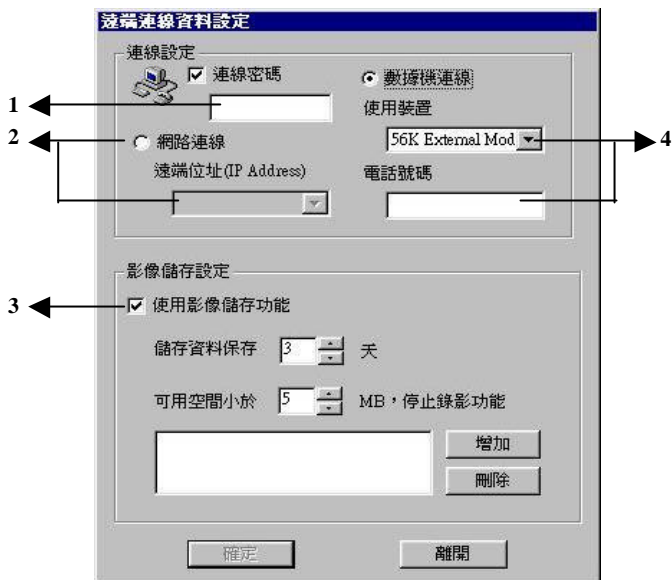 遠端連線資料設定
連線設定
連線密碼
數據機連線
1
使用裝置
2
網路連線
56K External Mod
4
遠端位址(IP Address)
電話號碼
影像儲存設定
3
使用影像儲存功能
儲存資料保存 3 天
可用空間小於 5 MB，停止錄影功能
增加
刪除
確定
離開